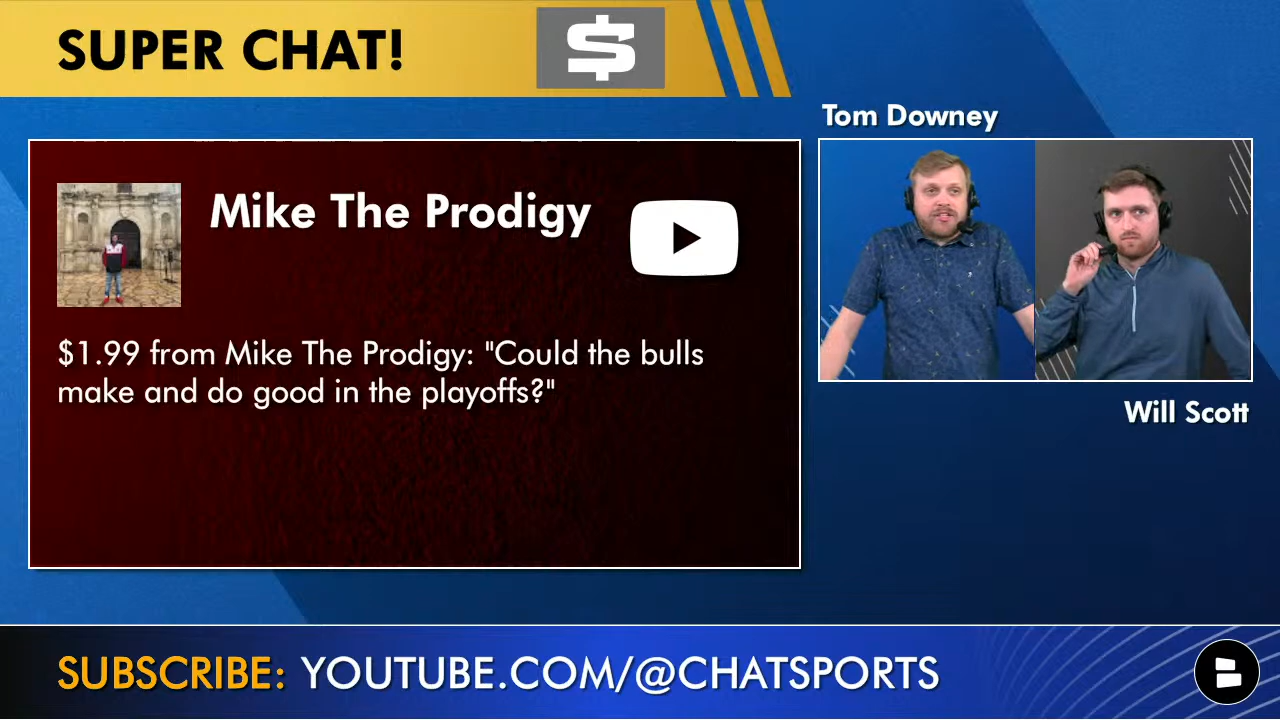 SUPER CHAT!
$
Tom Downey
Mike The Prodigy
$1.99 from Mike The Prodigy: "Could the bulls
make and do good in the playoffs?"
Will Scott
SUBSCRIBE: YOUTUBE.COM/@CHATSPORTS